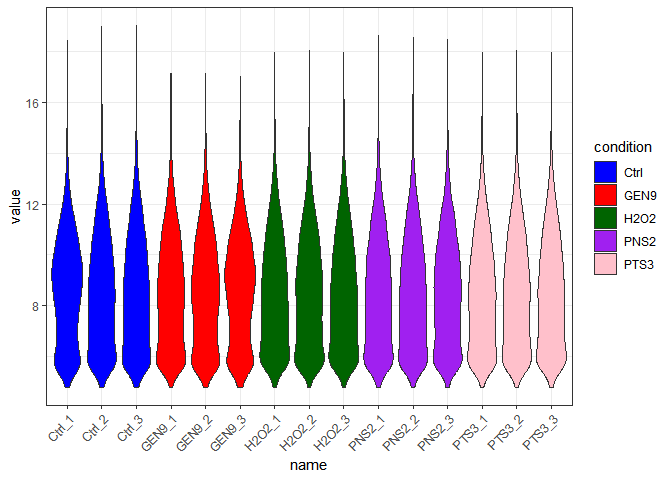 value
16
12
8
Ctrl_1
Ctrl_2
Ctrl_3
GEN9_1
GEN9_2
GEN9_3
H2O2_1
H2O2_2
H2O2_3
PNS2_1
PNS2_2
PNS2_3
PTS3_1
PTS3_2
PTS3_3
name
condition
Ctrl
GEN9
H2O2
PNS2
PTS3